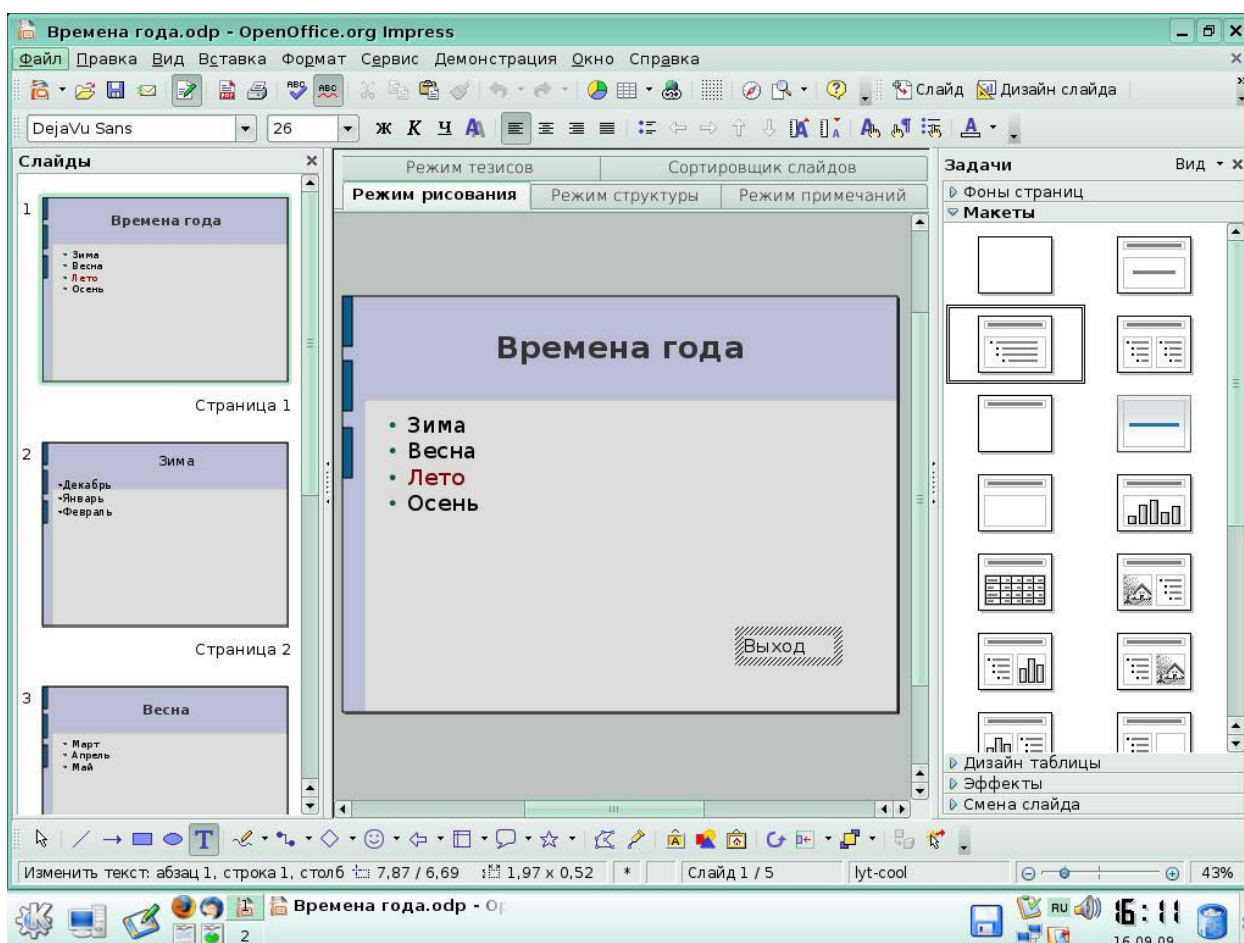 Времена года.odp - OpenOffice.org Impress
Файл Правка Вид Вставка Формат Сервис Демонстрация Окно Справка
Слайд Дизайн слайда
DejaVu Sans 26 Ж К Ч A
Слайды
1
Времена года
Зима
Весна
Лето
Осень
Страница 1
2
Зима
-Декабрь
-Январь
-Февраль
Страница 2
3
Весна
Март
Апрель
Май
Режим тезисов Сортировщик слайдов
Режим рисования Режим структуры Режим примечаний
Времена года
• Зима
• Весна
• Лето
• Осень
Выход
Задачи Вид
Фоны страниц
Макеты
Дизайн таблицы
Эффекты
Смена слайда
Изменить текст: абзац 1, строка 1, столб 7,87 / 6,69 1,97 x 0,52 * Слайд 1 / 5 lyt-cool 43%
2
Времена года.odp - O
RU
16:11
16.09.09